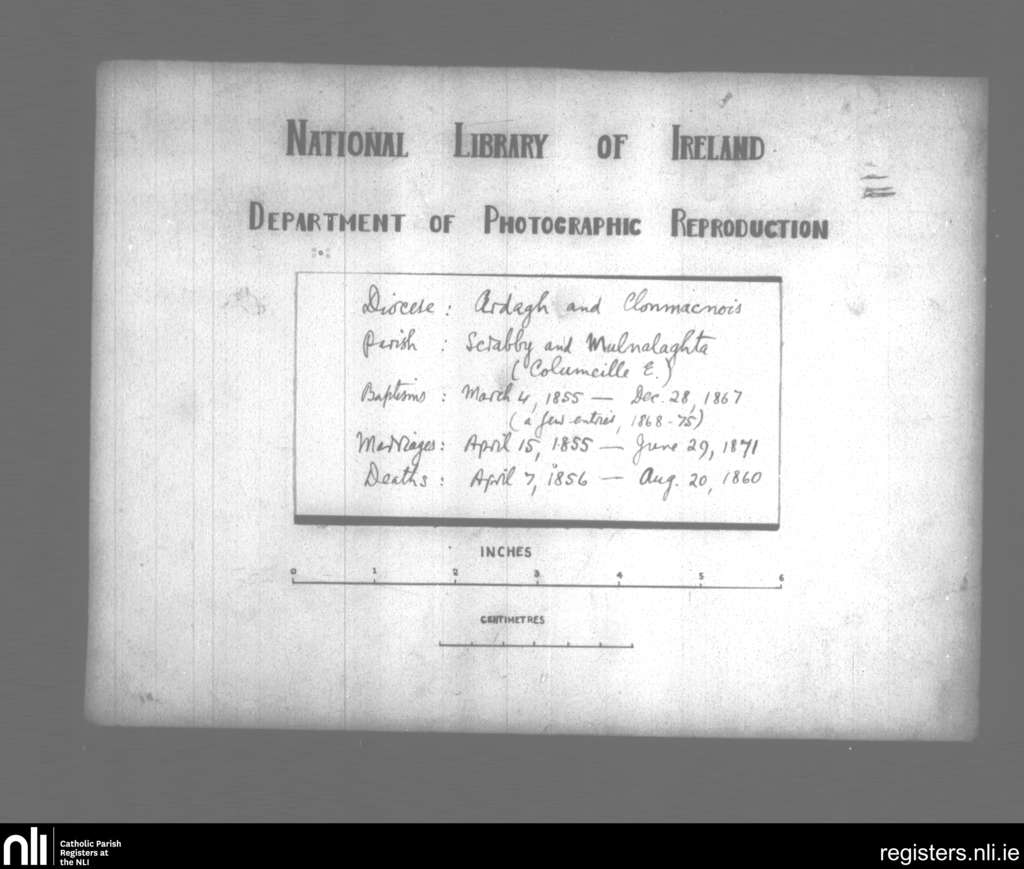 NATIONAL LIBRARY OF IRELAND
DEPARTMENT OF PHOTOGRAPHIC REPRODUCTION
Diocese : Ardagh and Clonmacnois
Parish : Scrabby and Mulnalaghta
(Columcille E.)
Baptisms : March 4, 1855 — Dec. 28, 1867
(a few entries, 1868-75)
Marriages : April 15, 1855 — June 29, 1871
Deaths : April 7, 1856 — Aug. 20, 1860
INCHES
0 1 2 3 4 5 6
CENTIMETRES
nli Catholic Parish
Registers at
the NLI
registers.nli.ie